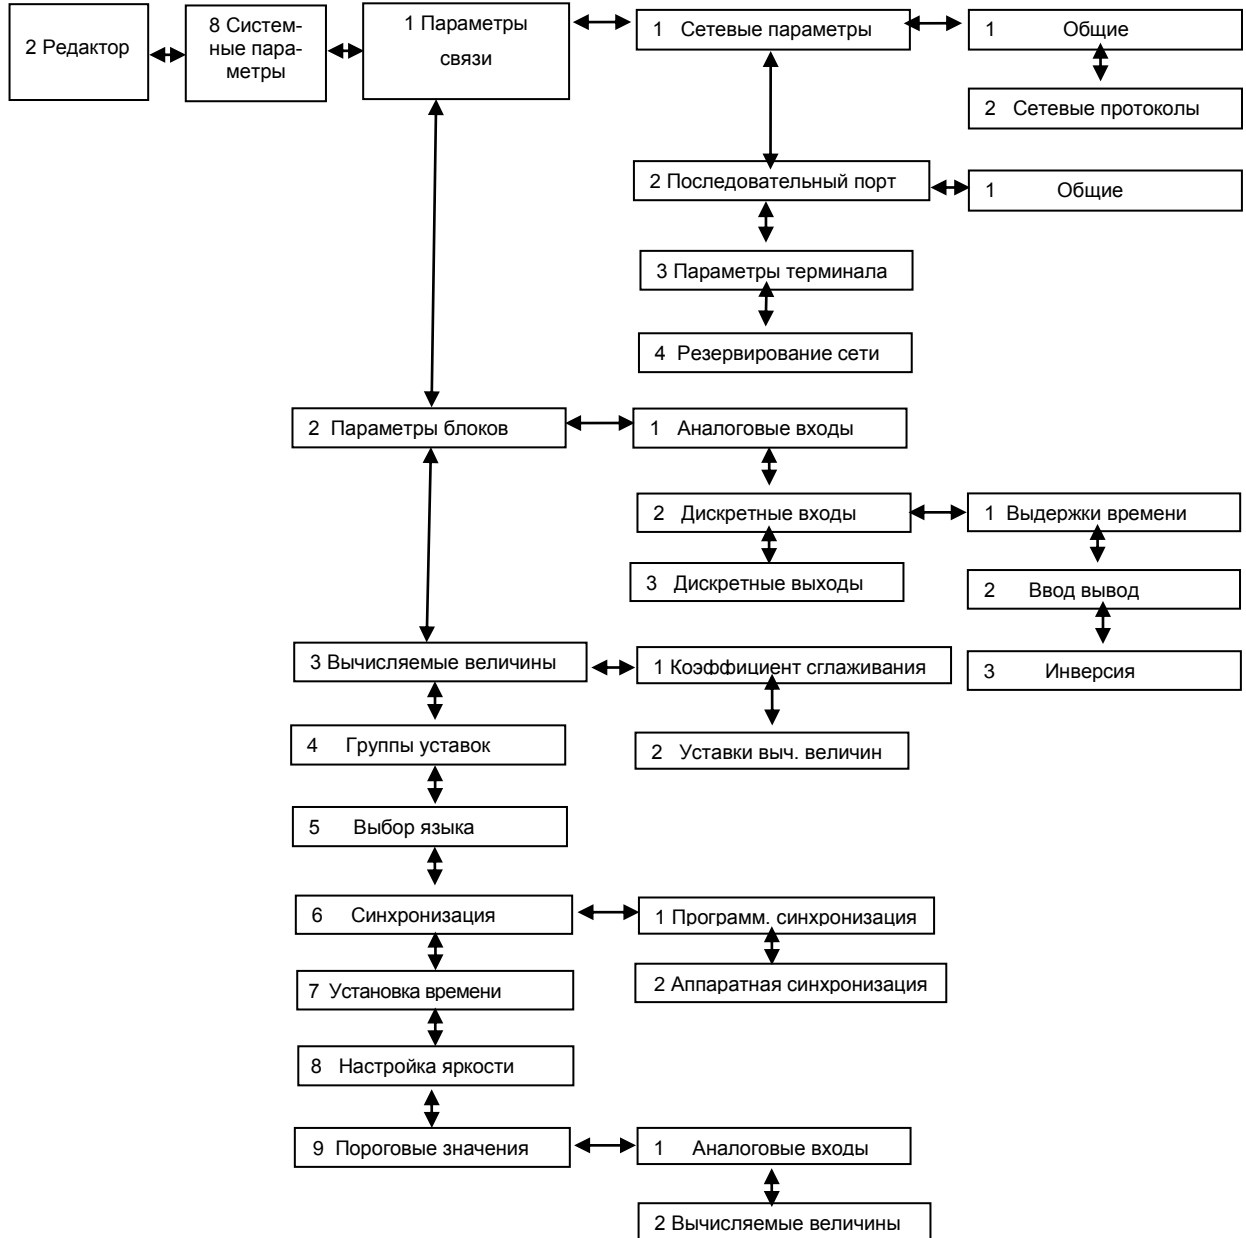 2 Редактор
8 Систем-
ные пара-
метры
1 Параметры
связи
1 Сетевые параметры
1 Общие
2 Сетевые протоколы
2 Последовательный порт
1 Общие
3 Параметры терминала
4 Резервирование сети
2 Параметры блоков
1 Аналоговые входы
2 Дискретные входы
1 Выдержки времени
3 Дискретные выходы
2 Ввод вывод
3 Вычисляемые величины
1 Коэффициент сглаживания
3 Инверсия
4 Группы уставок
2 Уставки выч. величин
5 Выбор языка
6 Синхронизация
1 Программ. синхронизация
7 Установка времени
2 Аппаратная синхронизация
8 Настройка яркости
9 Пороговые значения
1 Аналоговые входы
2 Вычисляемые величины